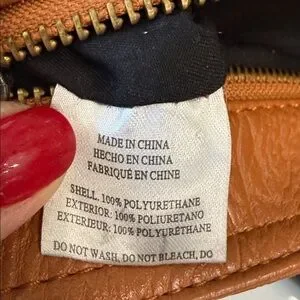 MADE IN CHINA
HECHO EN CHINA
FABRIQUÉ EN CHINE
SHELL. 100% POLYURETHANE
EXTERIOR: 100% POLIURETANO
EXTERIEUR: 100% POLYURETHANE
DO NOT WASH, DO NOT BLEACH, DO